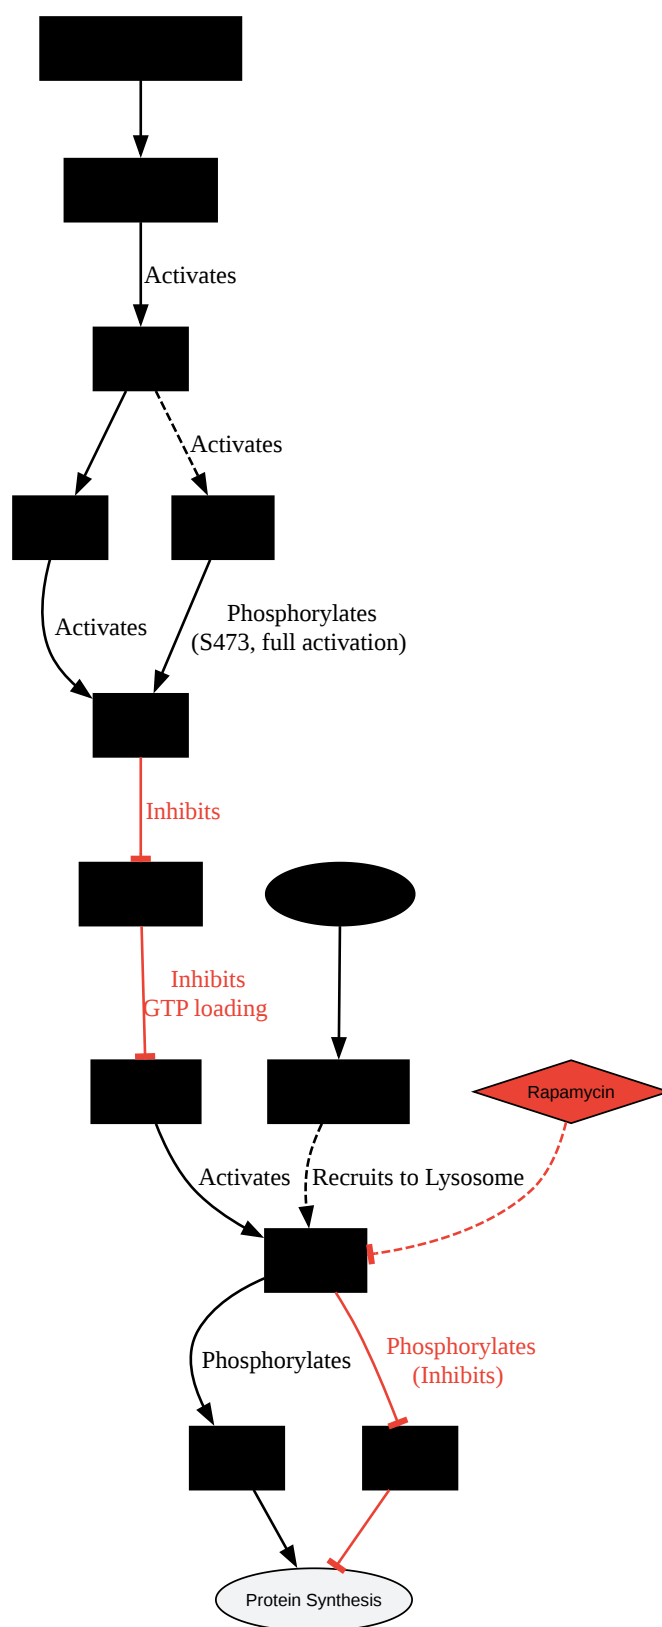 Activates
Activates
Activates
Phosphorylates
(S473, full activation)
Inhibits
Inhibits
GTP loading
Rapamycin
Activates
Recruits to Lysosome
Phosphorylates
Phosphorylates
(Inhibits)
Protein Synthesis